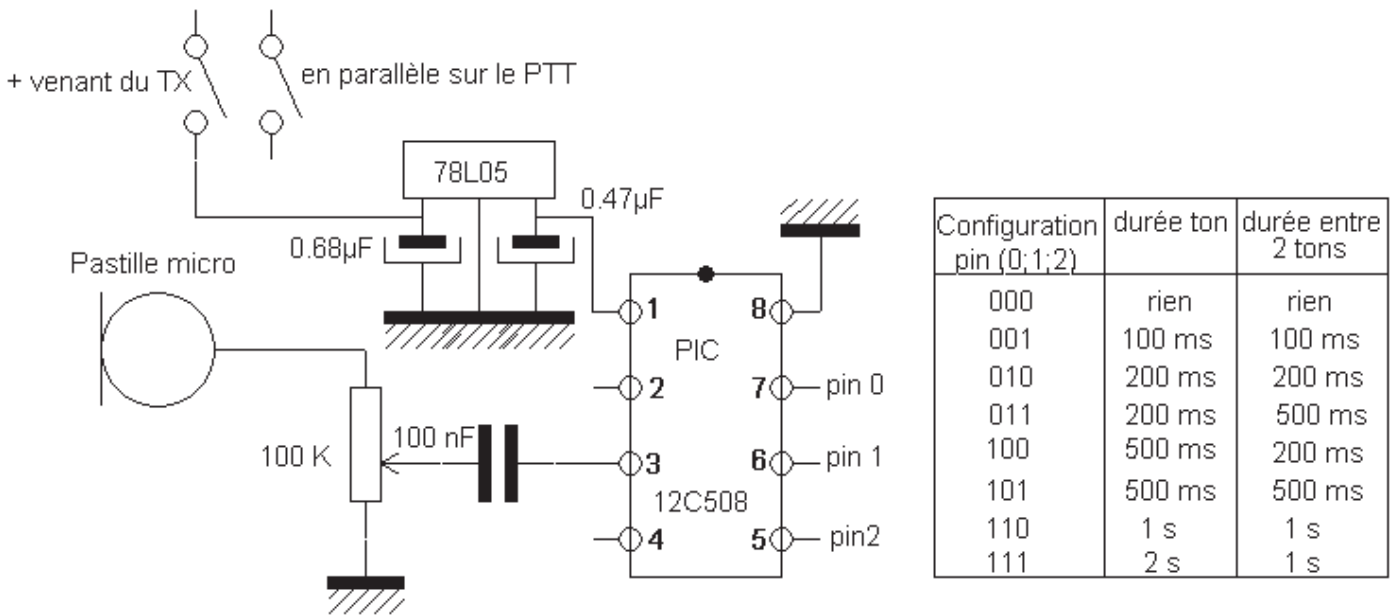 + venant du TX
en parallèle sur le PTT
78L05
0.47µF
0.68µF
Pastille micro
1
8
PIC
2
7
pin 0
100 nF
100 K
3
6
pin 1
12C508
4
5
pin2
Configuration
pin (0;1;2)
durée ton
durée entre
2 tons
000
rien
rien
001
100 ms
100 ms
010
200 ms
200 ms
011
200 ms
500 ms
100
500 ms
200 ms
101
500 ms
500 ms
110
1 s
1 s
111
2 s
1 s